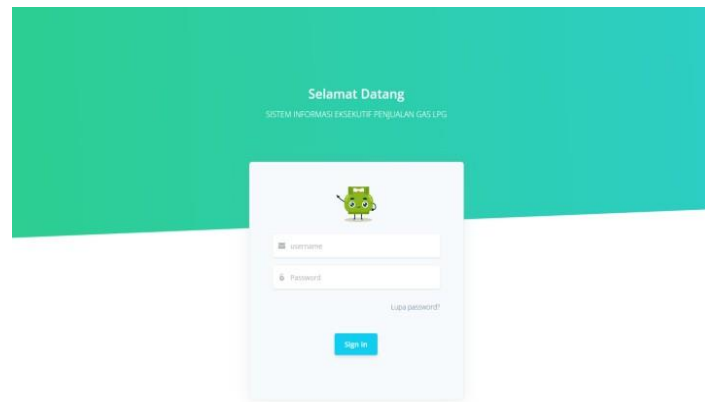 Selamat Datang
SISTEM INFORMASI EKSEKUTIF PENJUALAN GAS LPG
username
Password
Lupa password?
Sign in